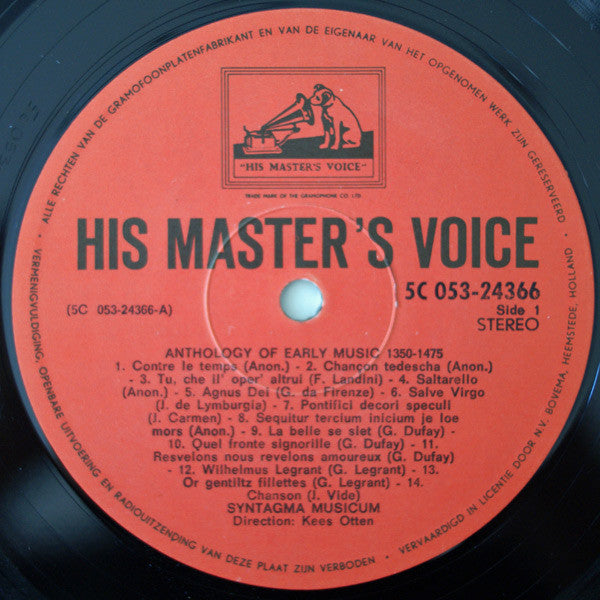 ALLE RECHTEN VAN DE GRAMOFOONPLATENFABRIKANT EN VAN DE EIGENAAR VAN HET OPGENOMEN WERK ZIJN GERESERVEERD
"HIS MASTER'S VOICE"
TRADE MARK OF THE GRAMOPHONE CO. LTD
HIS MASTER'S VOICE
5C 053-24366
(5C 053-24366-A)
Side 1
STEREO
ANTHOLOGY OF EARLY MUSIC 1350-1475
1. Contre le temps (Anon.) - 2. Chançon tedescha (Anon.)
- 3. Tu, che il' oper' altrui (F. Landini) - 4. Saltarello
(Anon.) - 5. Agnus Dei (G. da Firenze) - 6. Salve Virgo
(J. de Lymburgia) - 7. Pontifici decori speculi
(J. Carmen) - 8. Sequitur tercium inicium je loe
mors (Anon.) - 9. La belle se siet (G. Dufay) -
10. Quel fronte signorille (G. Dufay) - 11.
Resvelons nous revelons amoureux (G. Dufay)
- 12. Wilhelmus Legrant (G. Legrant) - 13.
Or gentiltz fillettes (G. Legrant) - 14.
Chanson (J. Vide)
SYNTAGMA MUSICUM
Direction: Kees Otten
VERMENIGVULDIGING, OPENBARE UITVOERING EN RADIOUITZENDING VAN DEZE PLAAT ZIJN VERBODEN - VERVAARDIGD IN LICENTIE DOOR N.V. BOVEMA, HEEMSTEDE, HOLLAND